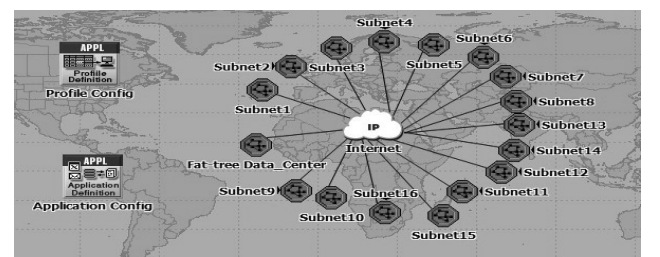 Subnet4
APPL
Profile
Definition
Profile Config
Subnet2
Subnet3
Subnet5
Subnet6
Subnet7
Subnet1
Subnet8
IP
Internet
Subnet13
Fat-tree Data_Center
Subnet14
APPL
Application
Definition
Application Config
Subnet12
Subnet9
Subnet16
Subnet11
Subnet10
Subnet15